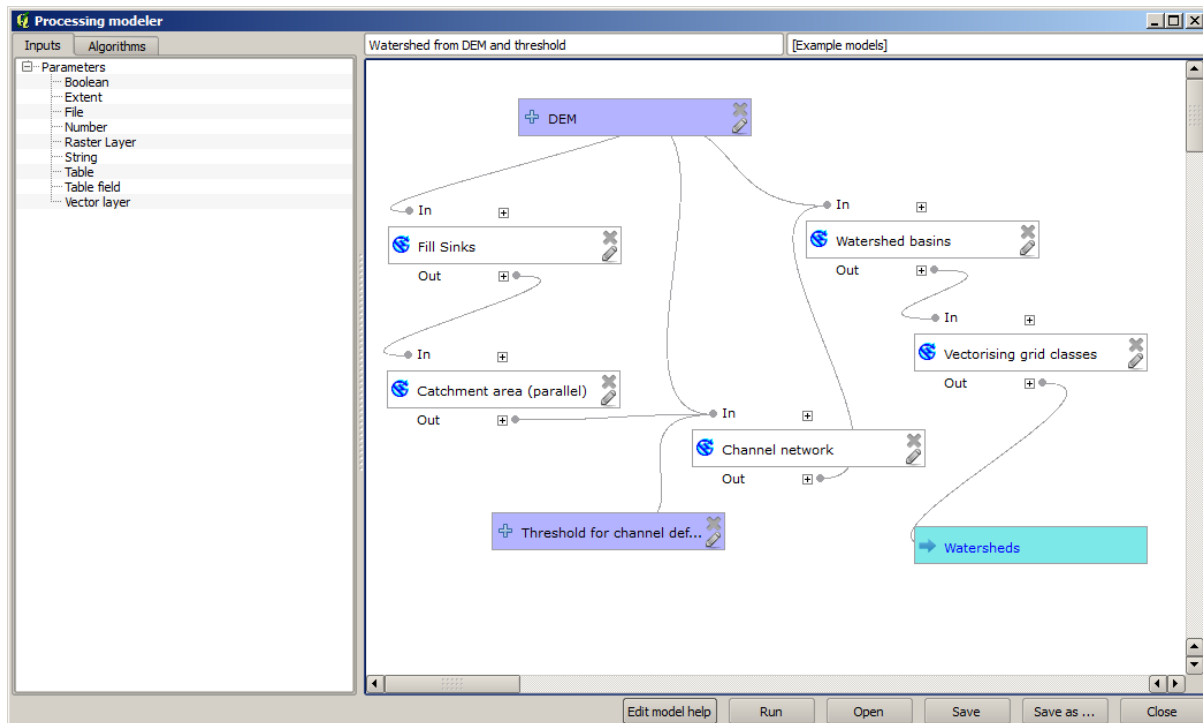 Processing modeler
Inputs
Algorithms
Parameters
Boolean
Extent
File
Number
Raster Layer
String
Table
Table field
Vector layer
Watershed from DEM and threshold
[Example models]
DEM
In
Fill Sinks
Out
In
Catchment area (parallel)
Out
In
Channel network
Out
Threshold for channel def...
In
Watershed basins
Out
In
Vectorising grid classes
Out
Watersheds
Edit model help
Run
Open
Save
Save as ...
Close